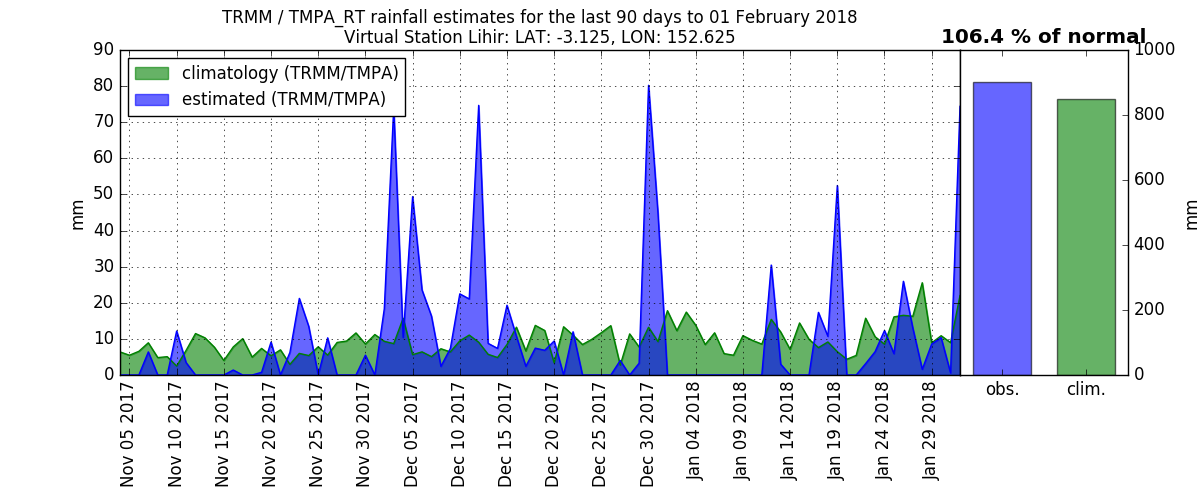 TRMM / TMPA_RT rainfall estimates for the last 90 days to 01 February 2018
Virtual Station Lihir: LAT: -3.125, LON: 152.625
106.4 % of normal
climatology (TRMM/TMPA)
estimated (TRMM/TMPA)
90
80
70
60
50
40
30
20
10
0
mm
Nov 05 2017
Nov 10 2017
Nov 15 2017
Nov 20 2017
Nov 25 2017
Nov 30 2017
Dec 05 2017
Dec 10 2017
Dec 15 2017
Dec 20 2017
Dec 25 2017
Dec 30 2017
Jan 04 2018
Jan 09 2018
Jan 14 2018
Jan 19 2018
Jan 24 2018
Jan 29 2018
obs.
clim.
1000
800
600
400
200
0
mm